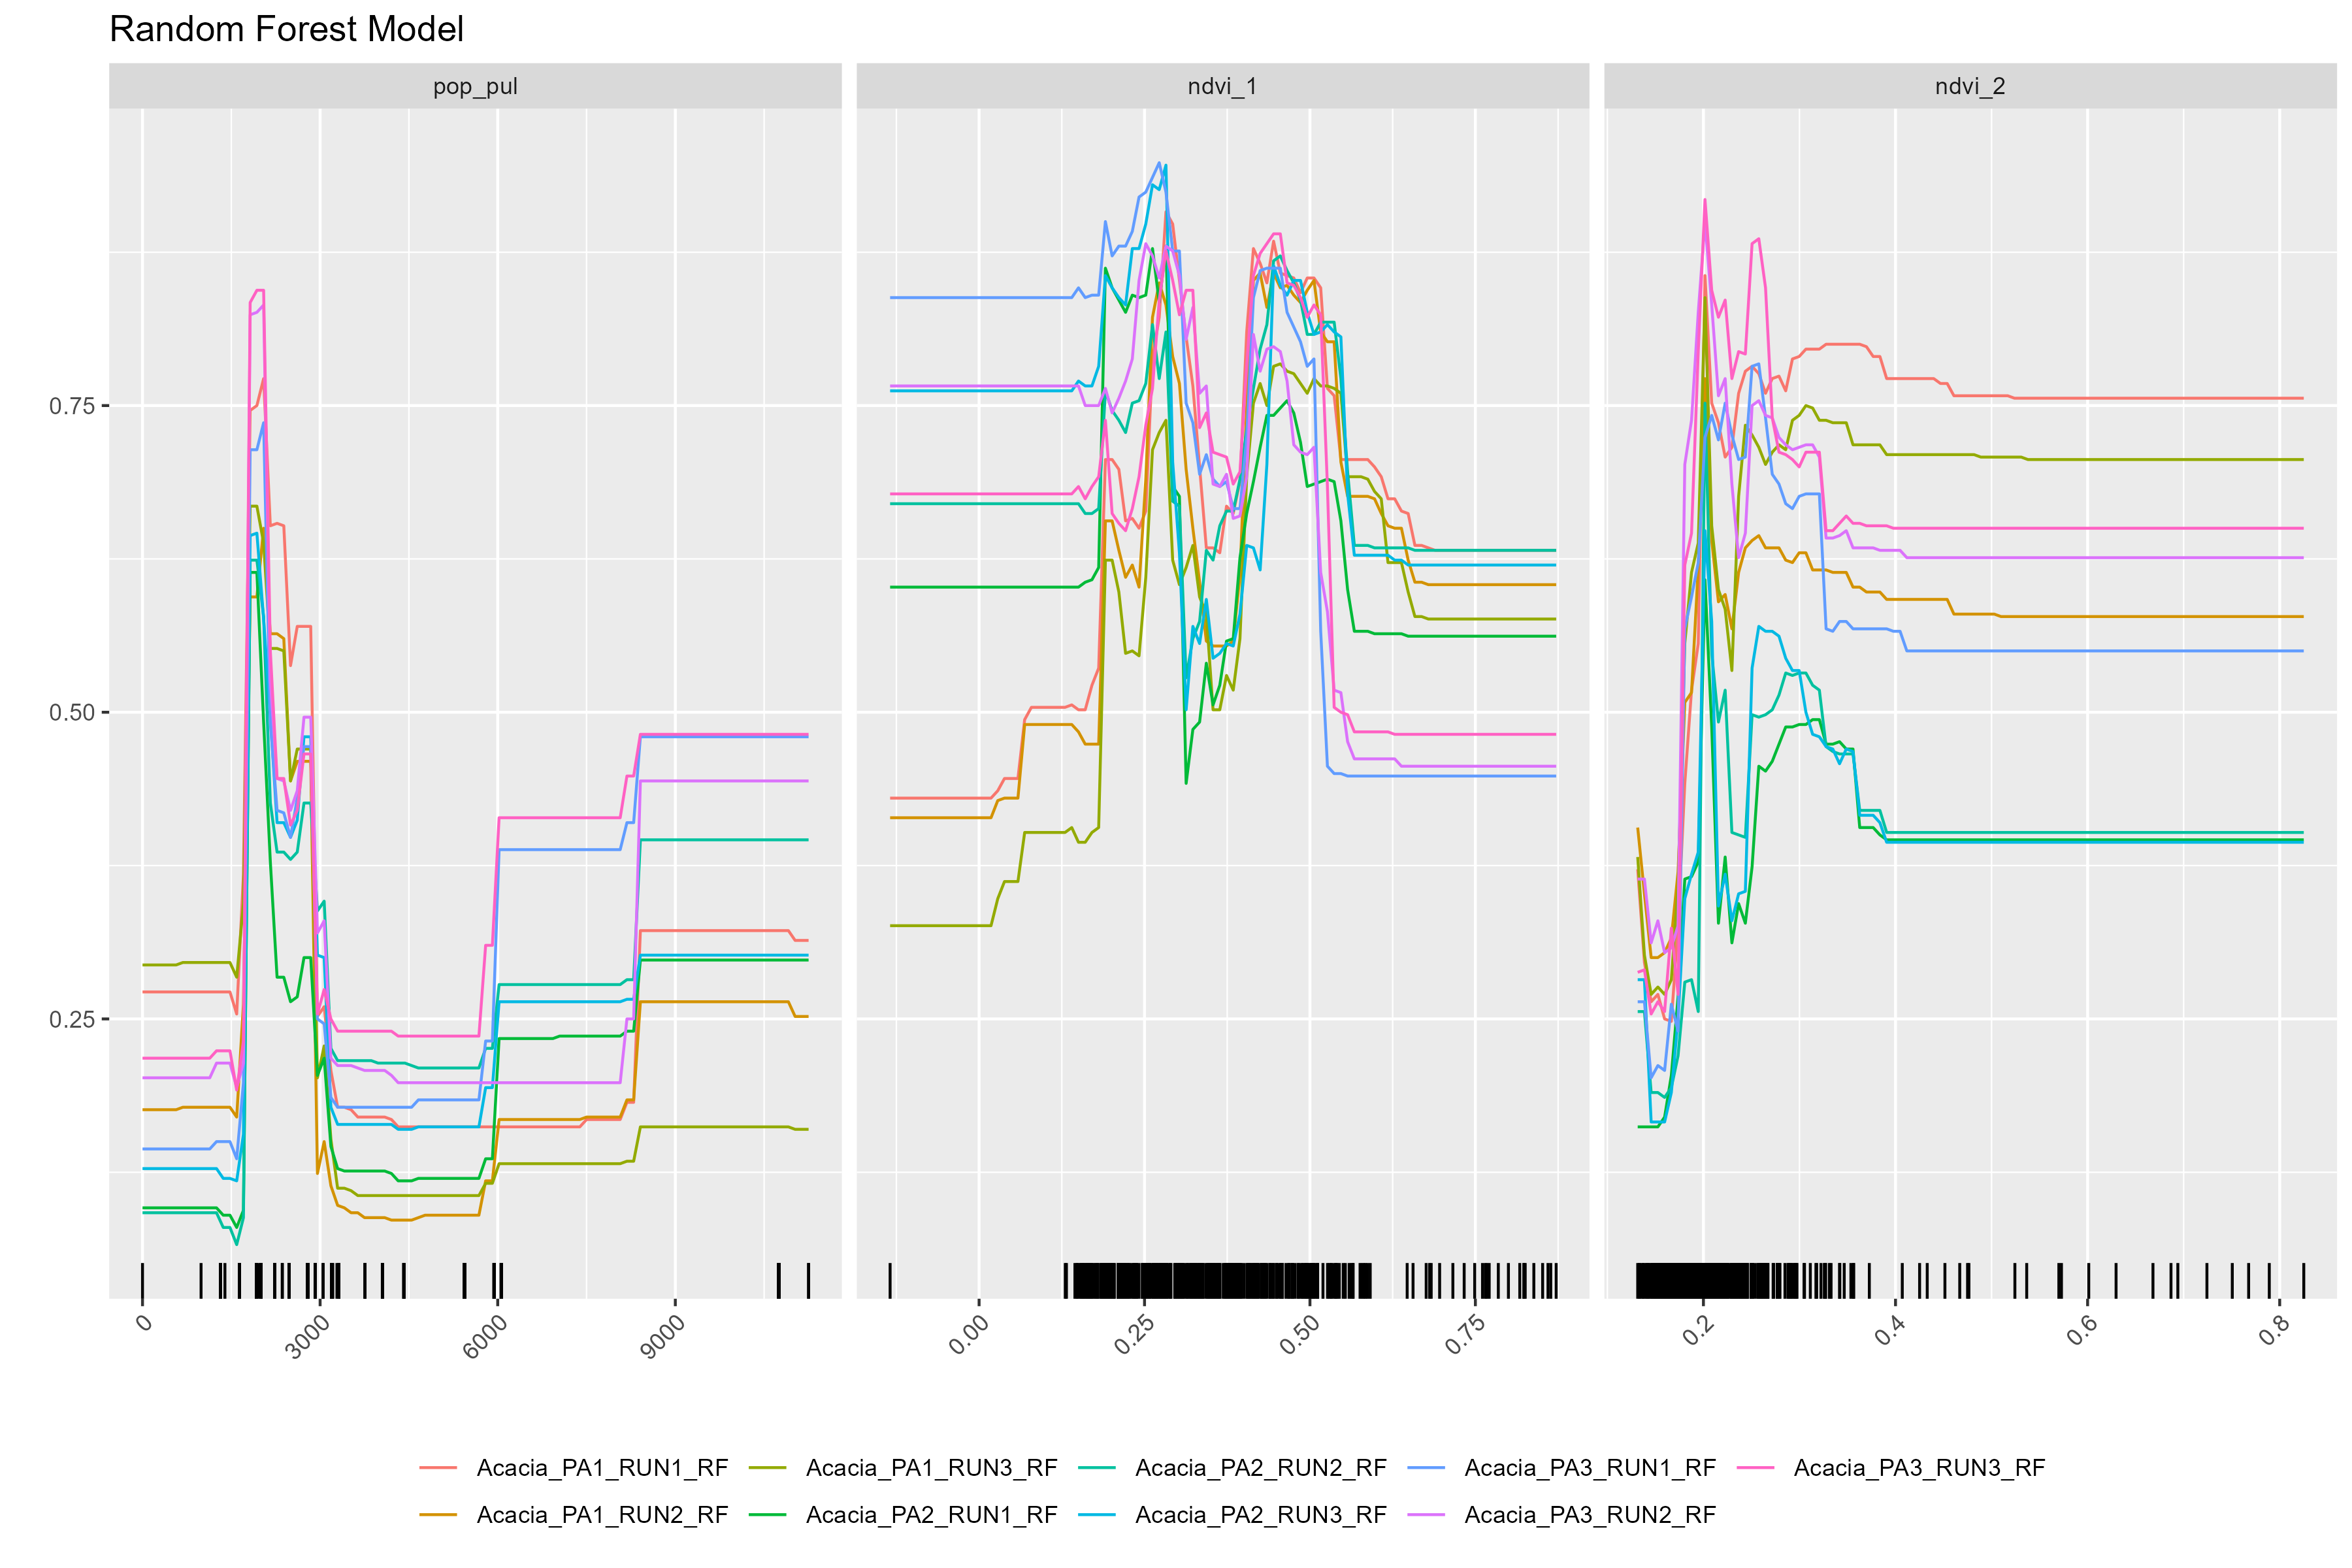 Random Forest Model
pop_pul ndvi_1 ndvi_2
0.75
0.50
0.25
0 3000 6000 9000 0.00 0.25 0.50 0.75 0.2 0.4 0.6 0.8
Acacia_PA1_RUN1_RF Acacia_PA1_RUN3_RF Acacia_PA2_RUN2_RF Acacia_PA3_RUN1_RF Acacia_PA3_RUN3_RF
Acacia_PA1_RUN2_RF Acacia_PA2_RUN1_RF Acacia_PA2_RUN3_RF Acacia_PA3_RUN2_RF